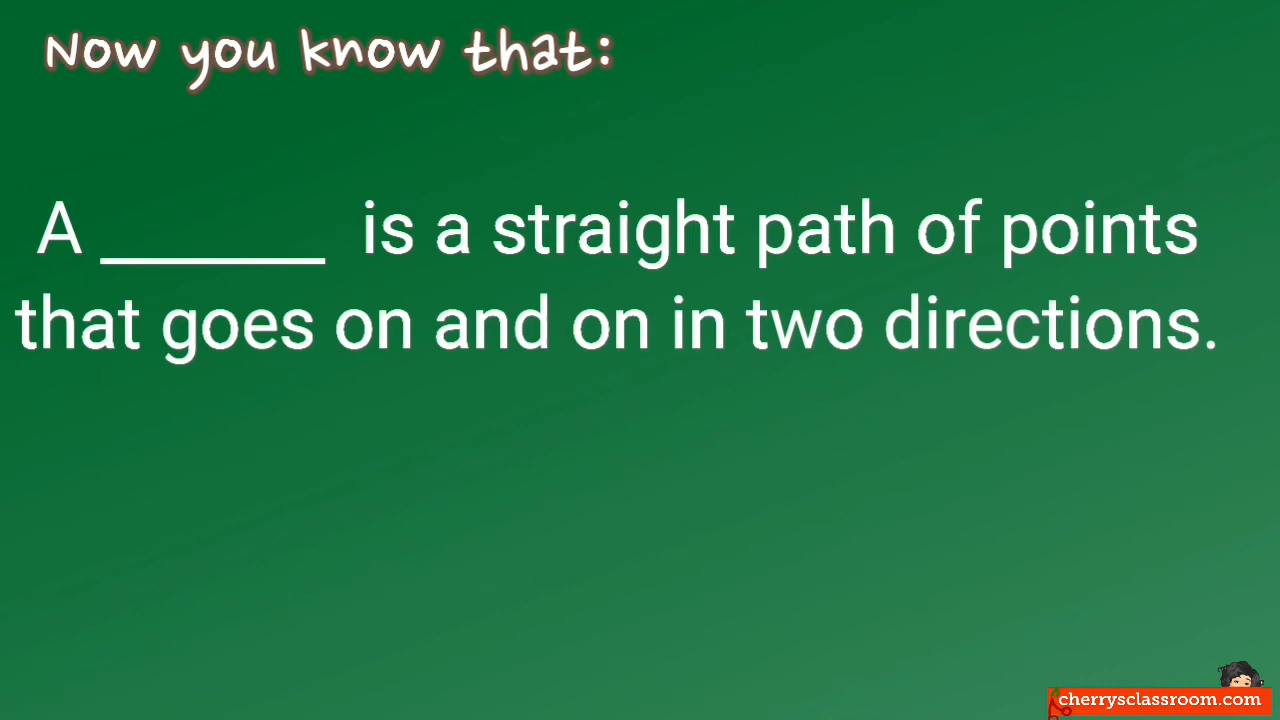 Now you know that:
A _______ is a straight path of points
that goes on and on in two directions.
cherrysclassroom.com